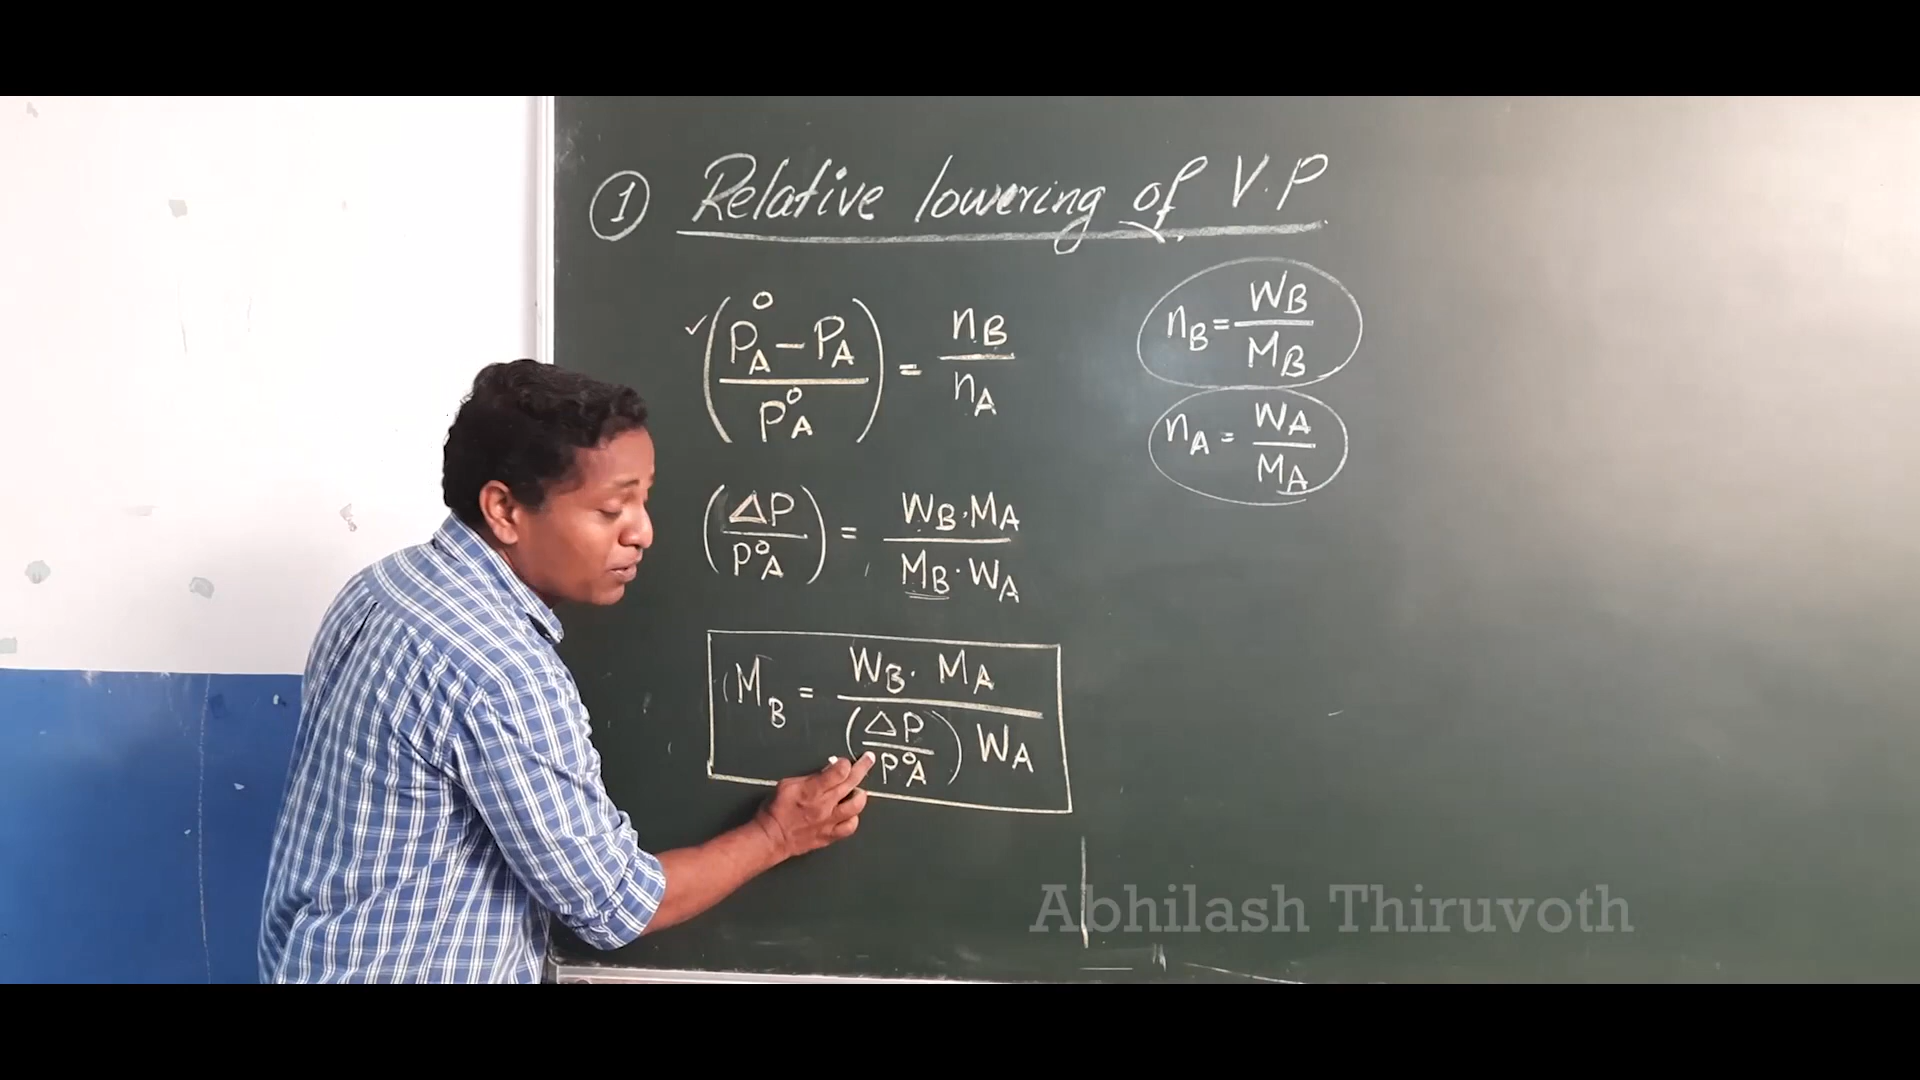 ① Relative lowering of V.P
✓ (P°A − PA / P°A) = nB / nA
nB = WB / MB
nA = WA / MA
(ΔP / P°A) = WB · MA / MB · WA
MB = WB · MA / (ΔP / P°A) WA
Abhilash Thiruvoth